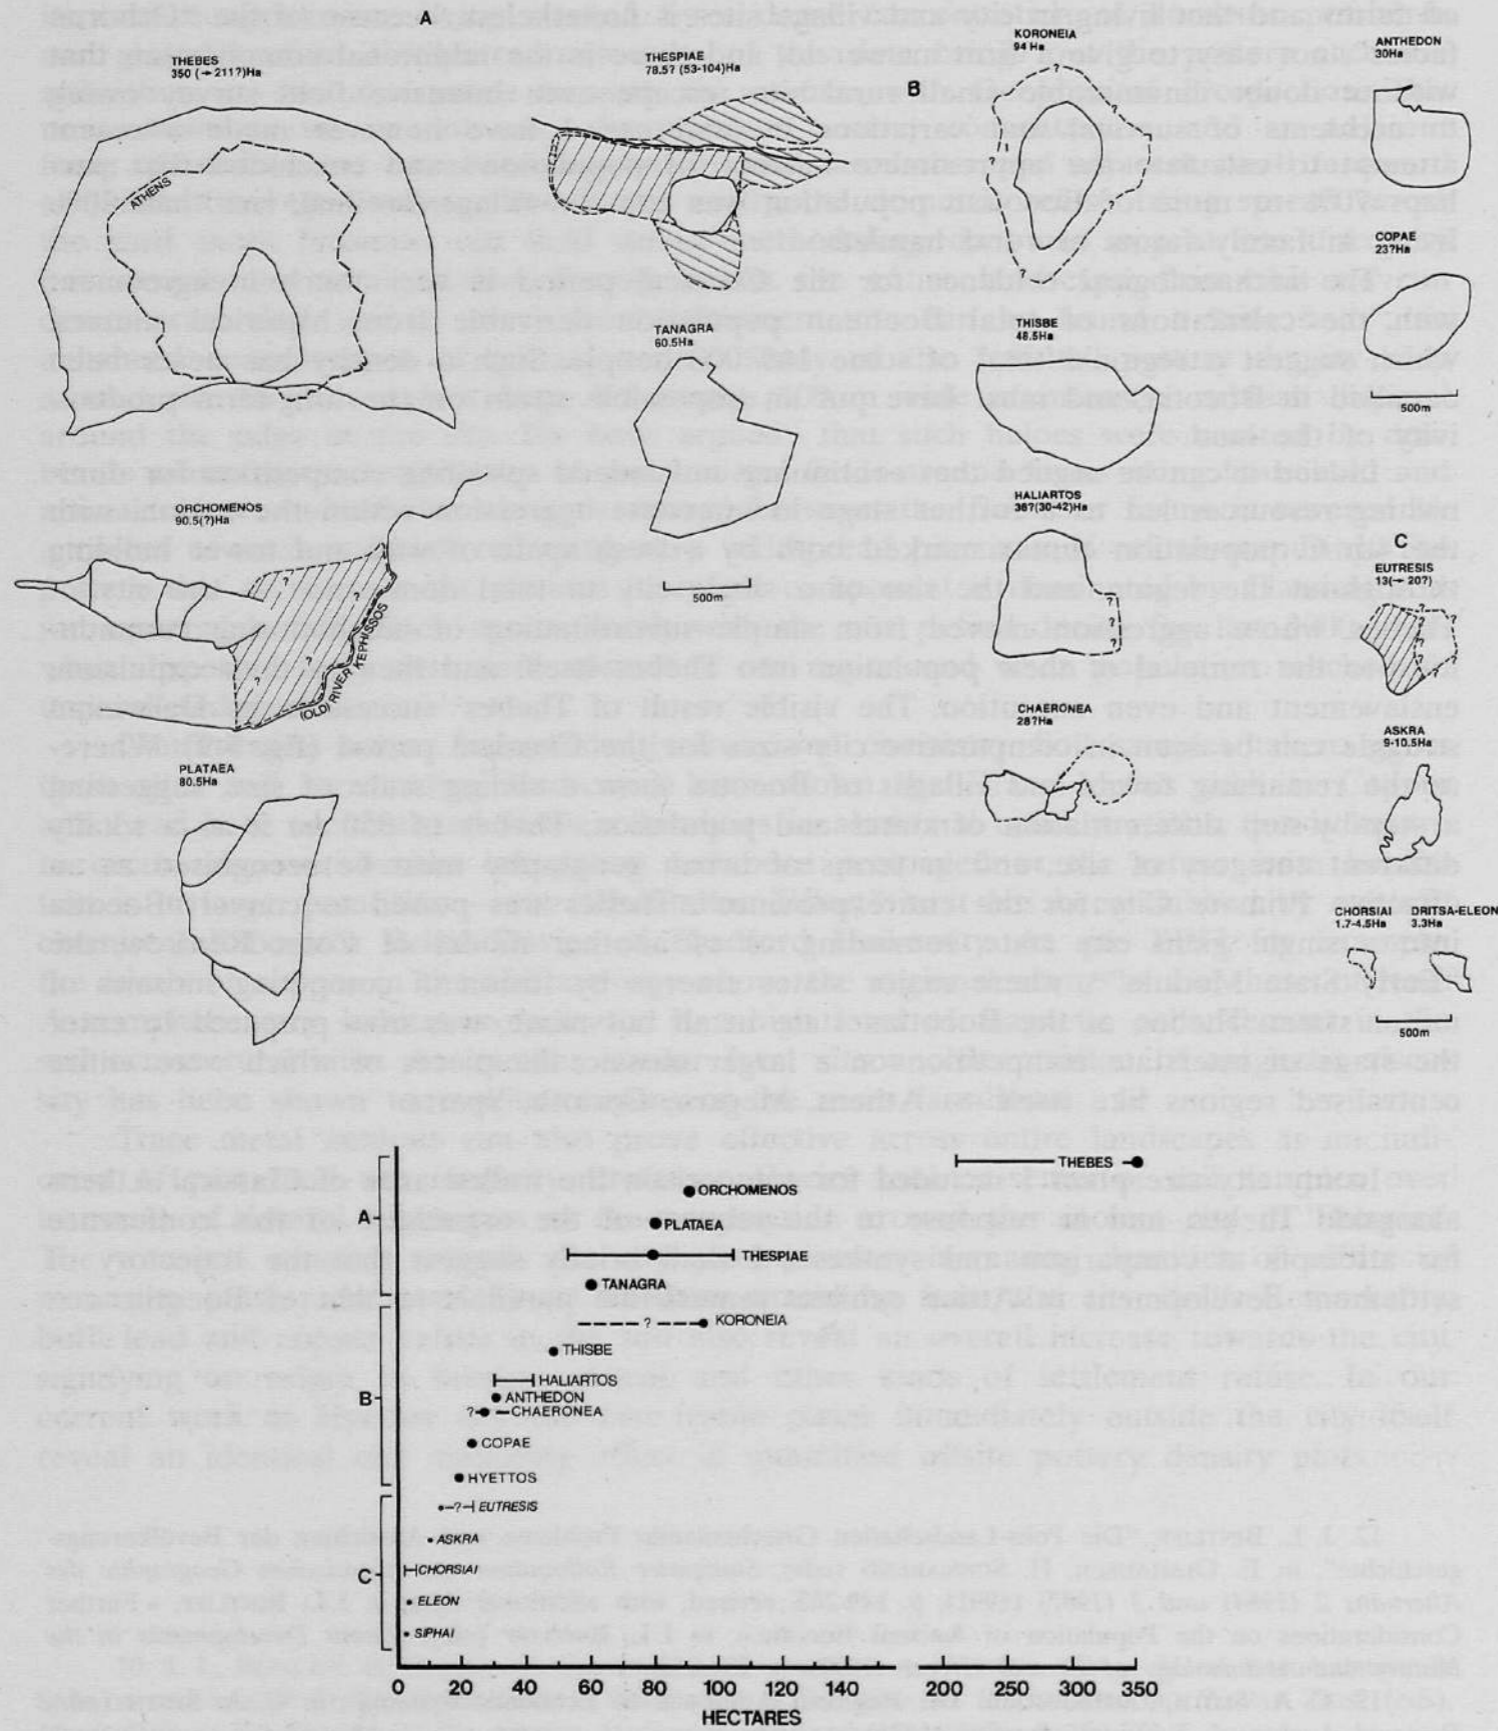 A
THEBES
350 (→ 211?)Ha
ATHENS
THESPIAE
78.5? (53-104)Ha
TANAGRA
60.5Ha
500m
ORCHOMENOS
90.5(?)Ha
?
?
?
?
(OLD) RIVER KEPHISSOS
PLATAEA
80.5Ha
B
KORONEIA
94 Ha
?
?
?
?
?
ANTHEDON
30Ha
COPAE
23?Ha
500m
THISBE
48.5Ha
HALIARTOS
36?(30-42)Ha
?
?
?
CHAERONEA
28?Ha
C
EUTRESIS
13(→ 20?)
ASKRA
9-10.5Ha
CHORSIAI
1.7-4.5Ha
DRITSA-ELEON
3.3Ha
500m
THEBES
ORCHOMENOS
A
PLATAEA
THESPIAE
TANAGRA
? KORONEIA
THISBE
HALIARTOS
B
ANTHEDON
? CHAERONEA
COPAE
HYETTOS
? EUTRESIS
ASKRA
CHORSIAI
C
ELEON
SIPHAI
0 20 40 60 80 100 120 140 200 250 300 350
HECTARES